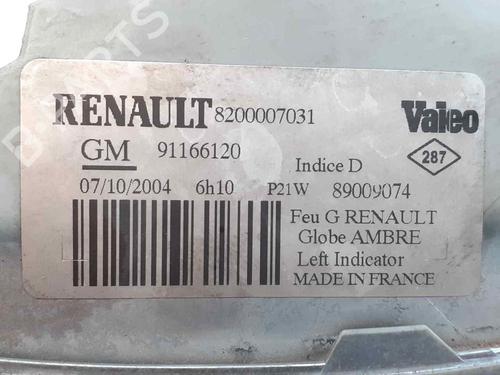 RENAULT 8200007031 Valeo
GM 91166120 Indice D 287
07/10/2004 6h10 P21W 89009074
Feu G RENAULT
Globe AMBRE
Left Indicator
MADE IN FRANCE
PARTS